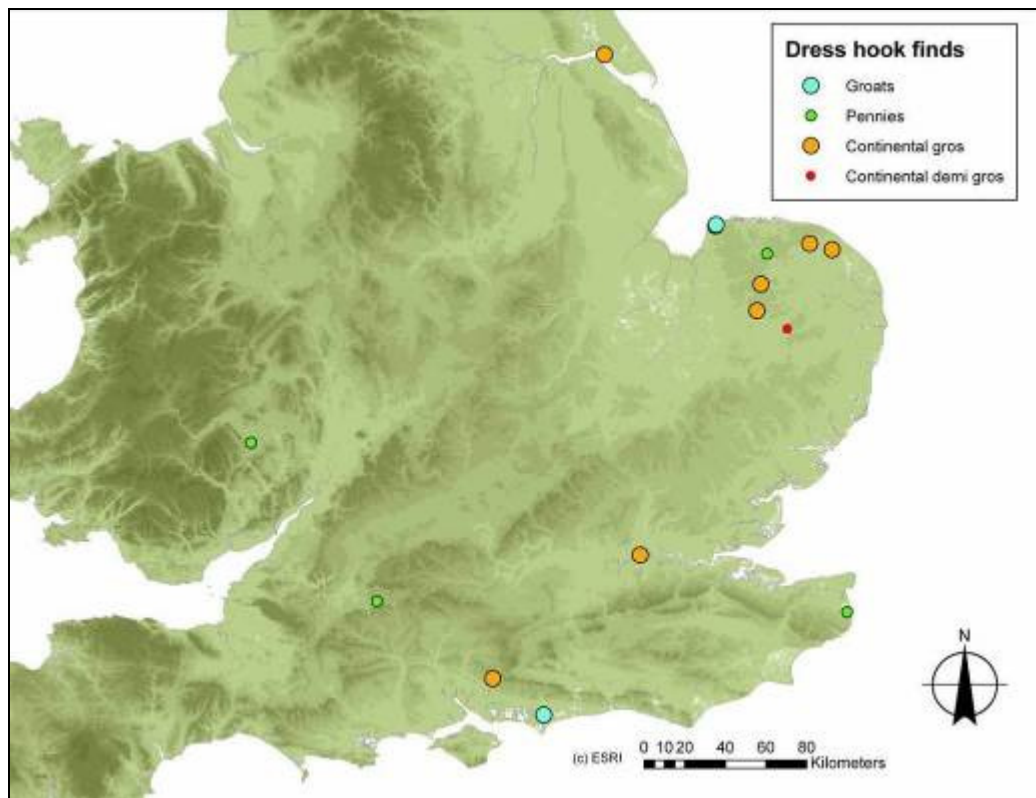 Dress hook finds
Groats
Pennies
Continental gros
Continental demi gros
N
(c) ESRI
0 10 20 40 60 80
Kilometers